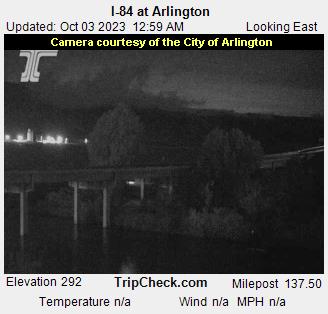 I-84 at Arlington
Updated: Oct 03 2023 12:59 AM Looking East
Camera courtesy of the City of Arlington
Elevation 292 TripCheck.com Milepost 137.50
Temperature n/a Wind n/a MPH n/a